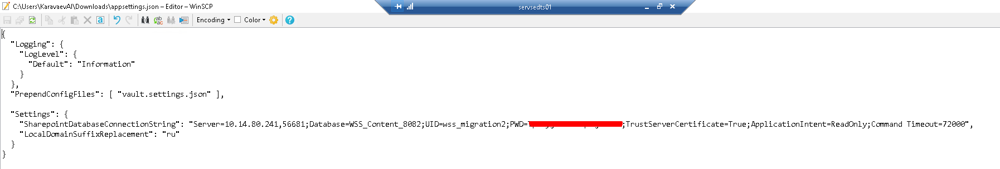 C:\Users\KaravaevAI\Downloads\appsettings.json – Editor – WinSCP
servsedts01
Encoding Color
{
  "Logging": {
    "LogLevel": {
      "Default": "Information"
    }
  },
  "PrependConfigFiles": [ "vault.settings.json" ],
  "Settings": {
    "SharepointDatabaseConnectionString": "Server=10.14.80.241,56681;Database=WSS_Content_8082;UID=wss_migration2;PWD= ;TrustServerCertificate=True;ApplicationIntent=ReadOnly;Command Timeout=72000",
    "LocalDomainSuffixReplacement": "ru"
  }
}